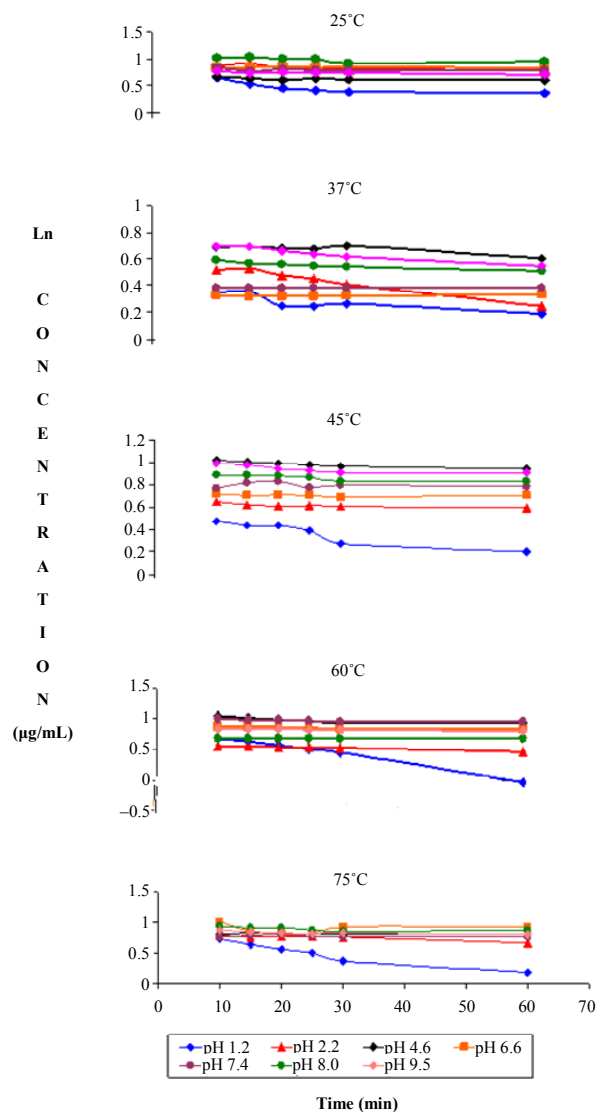 25˚C
1.5
1
0.5
0
37˚C
1
0.8
0.6
0.4
0.2
0
45˚C
1.2
1
0.8
0.6
0.4
0.2
0
60˚C
1.5
1
0.5
0
–0.5
75˚C
1.5
1
0.5
0
0 10 20 30 40 50 60 70
Ln
C
O
N
C
E
N
T
R
A
T
I
O
N
(µg/mL)
pH 1.2 pH 2.2 pH 4.6 pH 6.6
pH 7.4 pH 8.0 pH 9.5
Time (min)